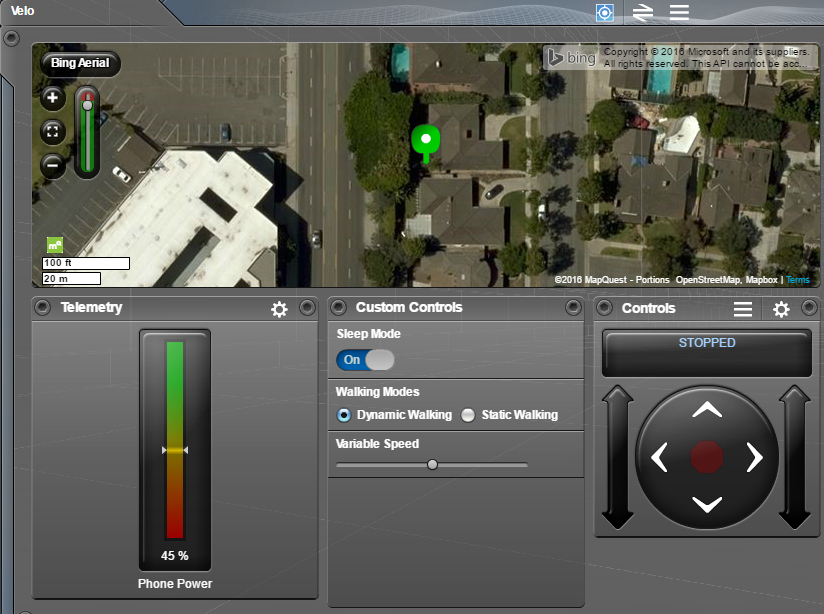 Velo
Bing Aerial
bing
Copyright © 2016 Microsoft and its suppliers.
All rights reserved. This API cannot be acc...
100 ft
20 m
©2016 MapQuest - Portions OpenStreetMap, Mapbox | Terms
Telemetry
45 %
Phone Power
Custom Controls
Sleep Mode
On
Walking Modes
Dynamic Walking
Static Walking
Variable Speed
Controls
STOPPED